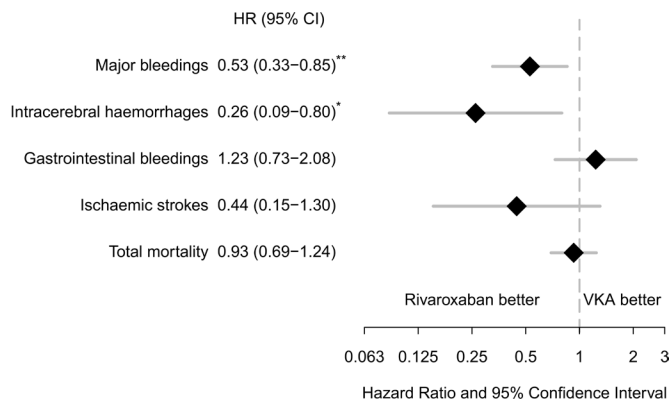 HR (95% CI)
Major bleedings 0.53 (0.33−0.85)**
Intracerebral haemorrhages 0.26 (0.09−0.80)*
Gastrointestinal bleedings 1.23 (0.73−2.08)
Ischaemic strokes 0.44 (0.15−1.30)
Total mortality 0.93 (0.69−1.24)
Rivaroxaban better VKA better
0.063 0.125 0.25 0.5 1 2 3
Hazard Ratio and 95% Confidence Interval